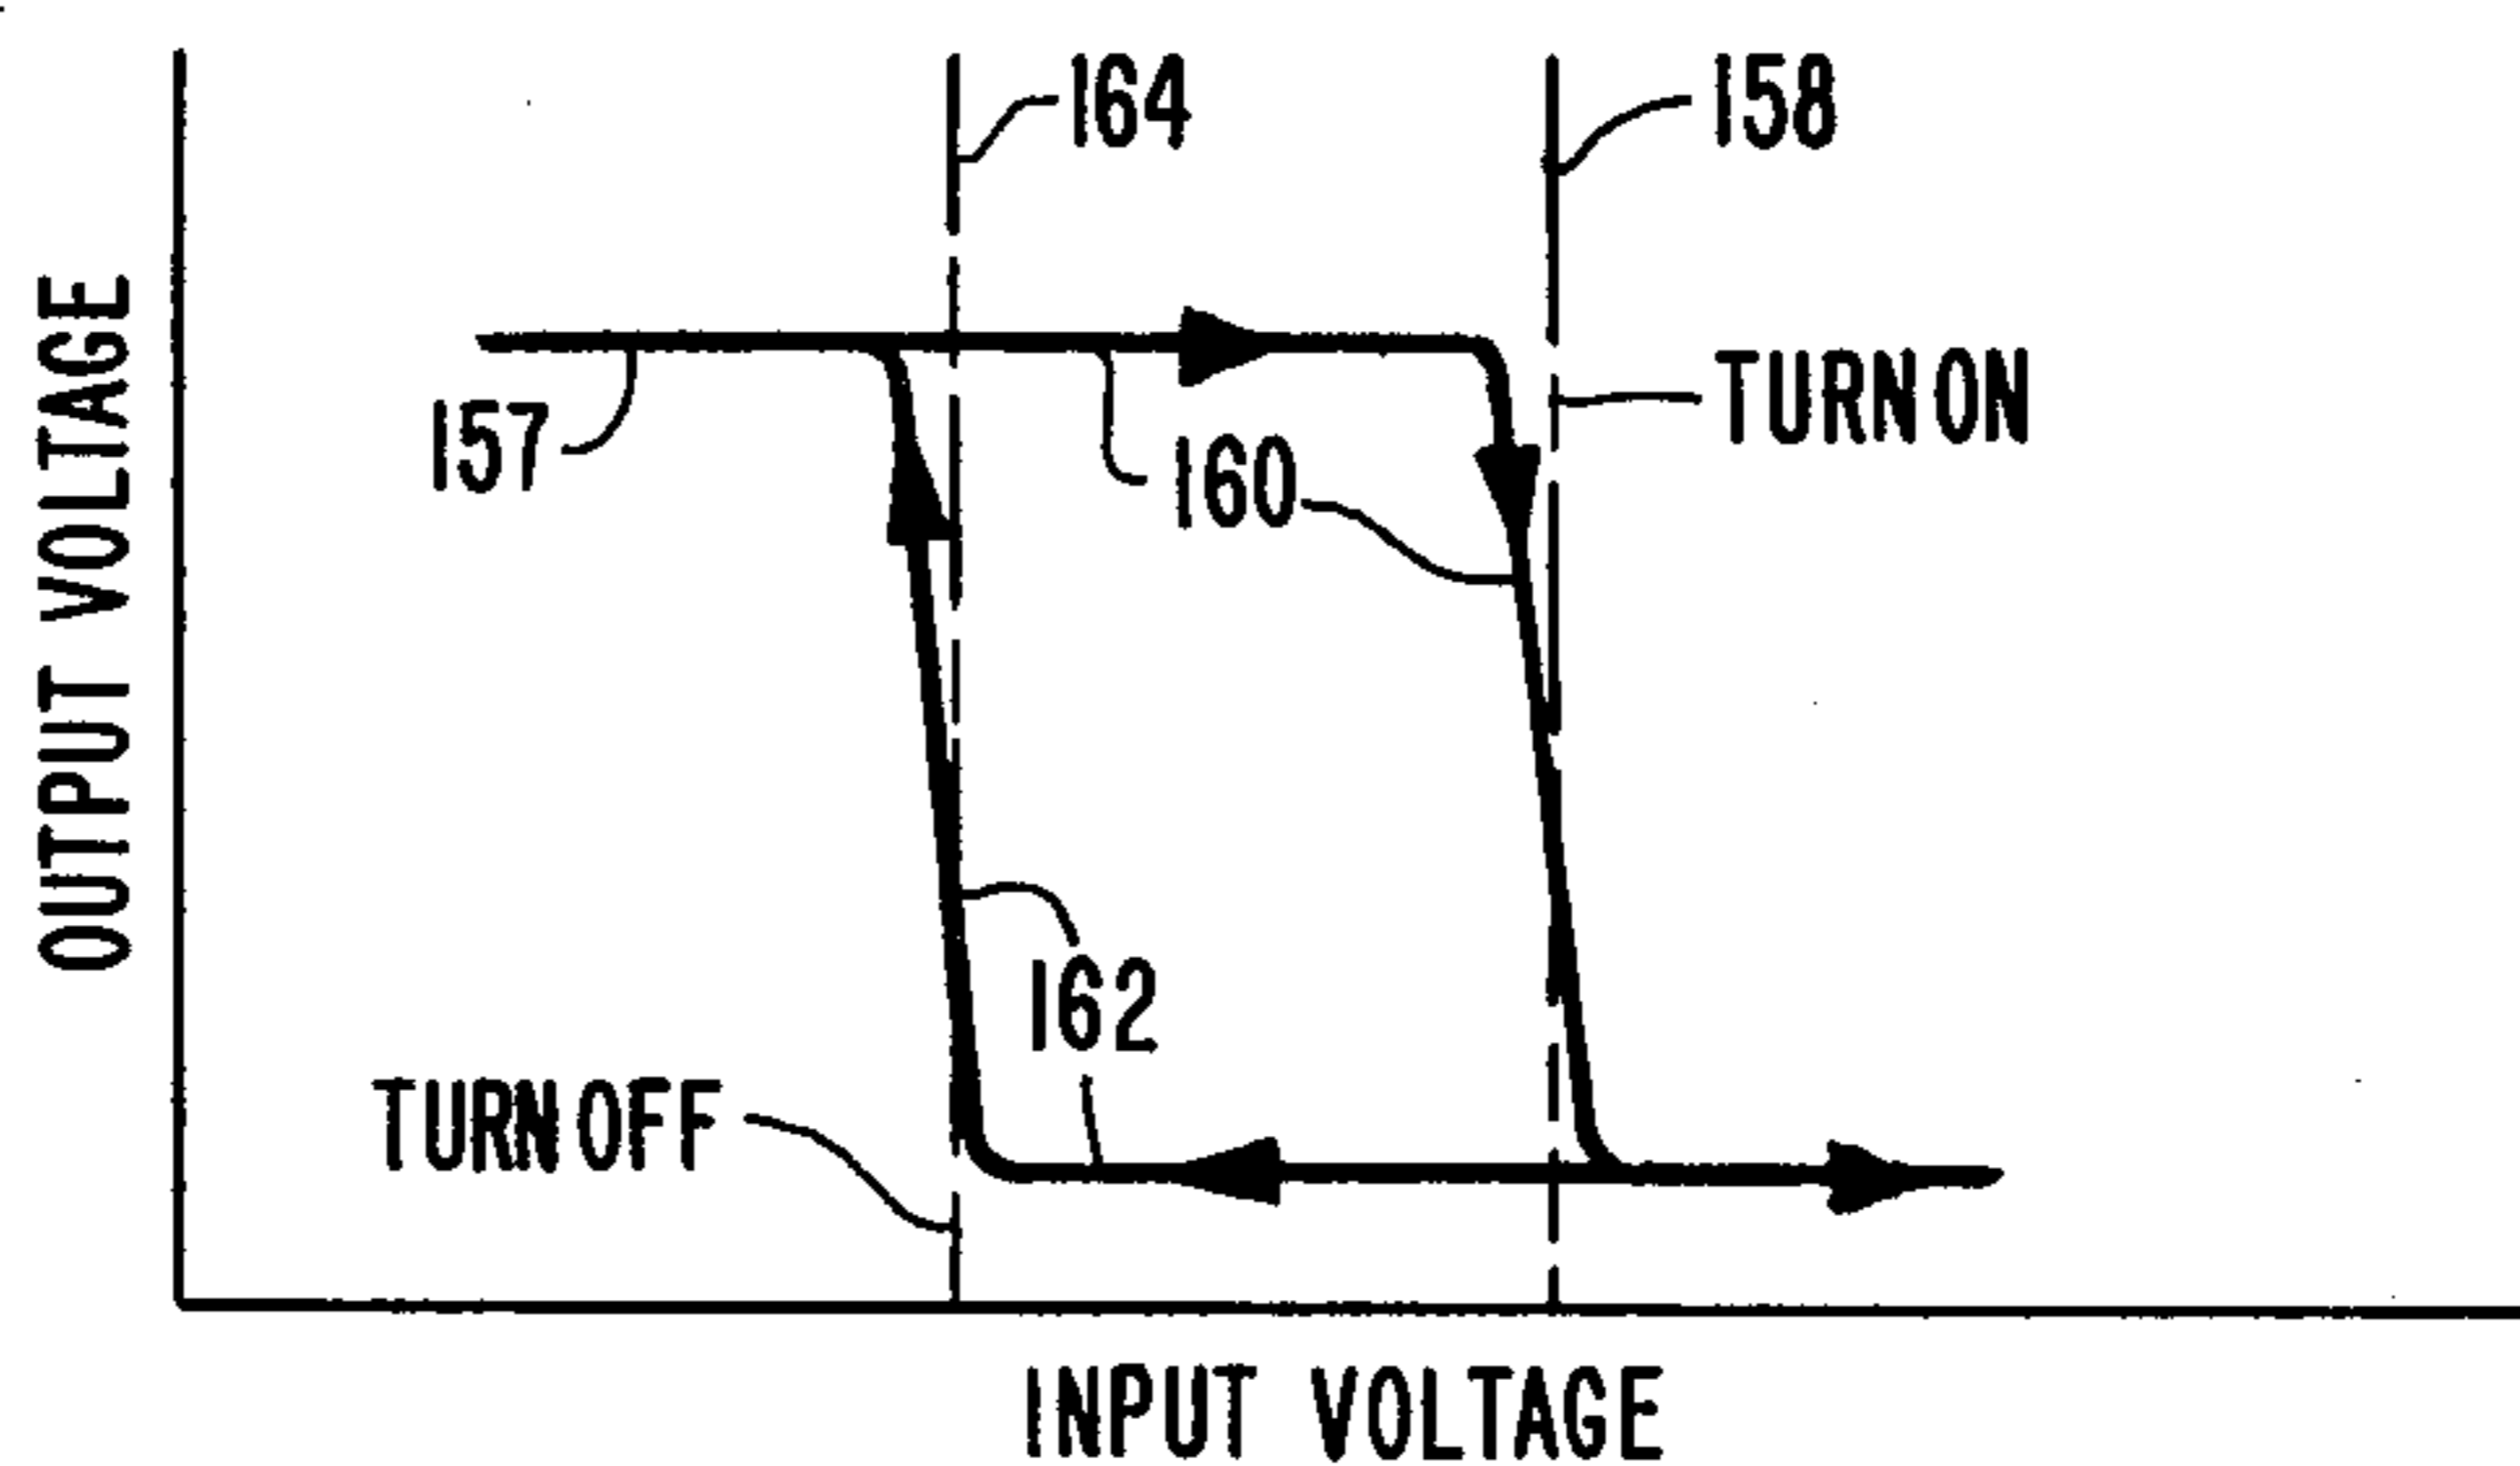 164
158
OUTPUT VOLTAGE
157
TURN ON
160
162
TURN OFF
INPUT VOLTAGE